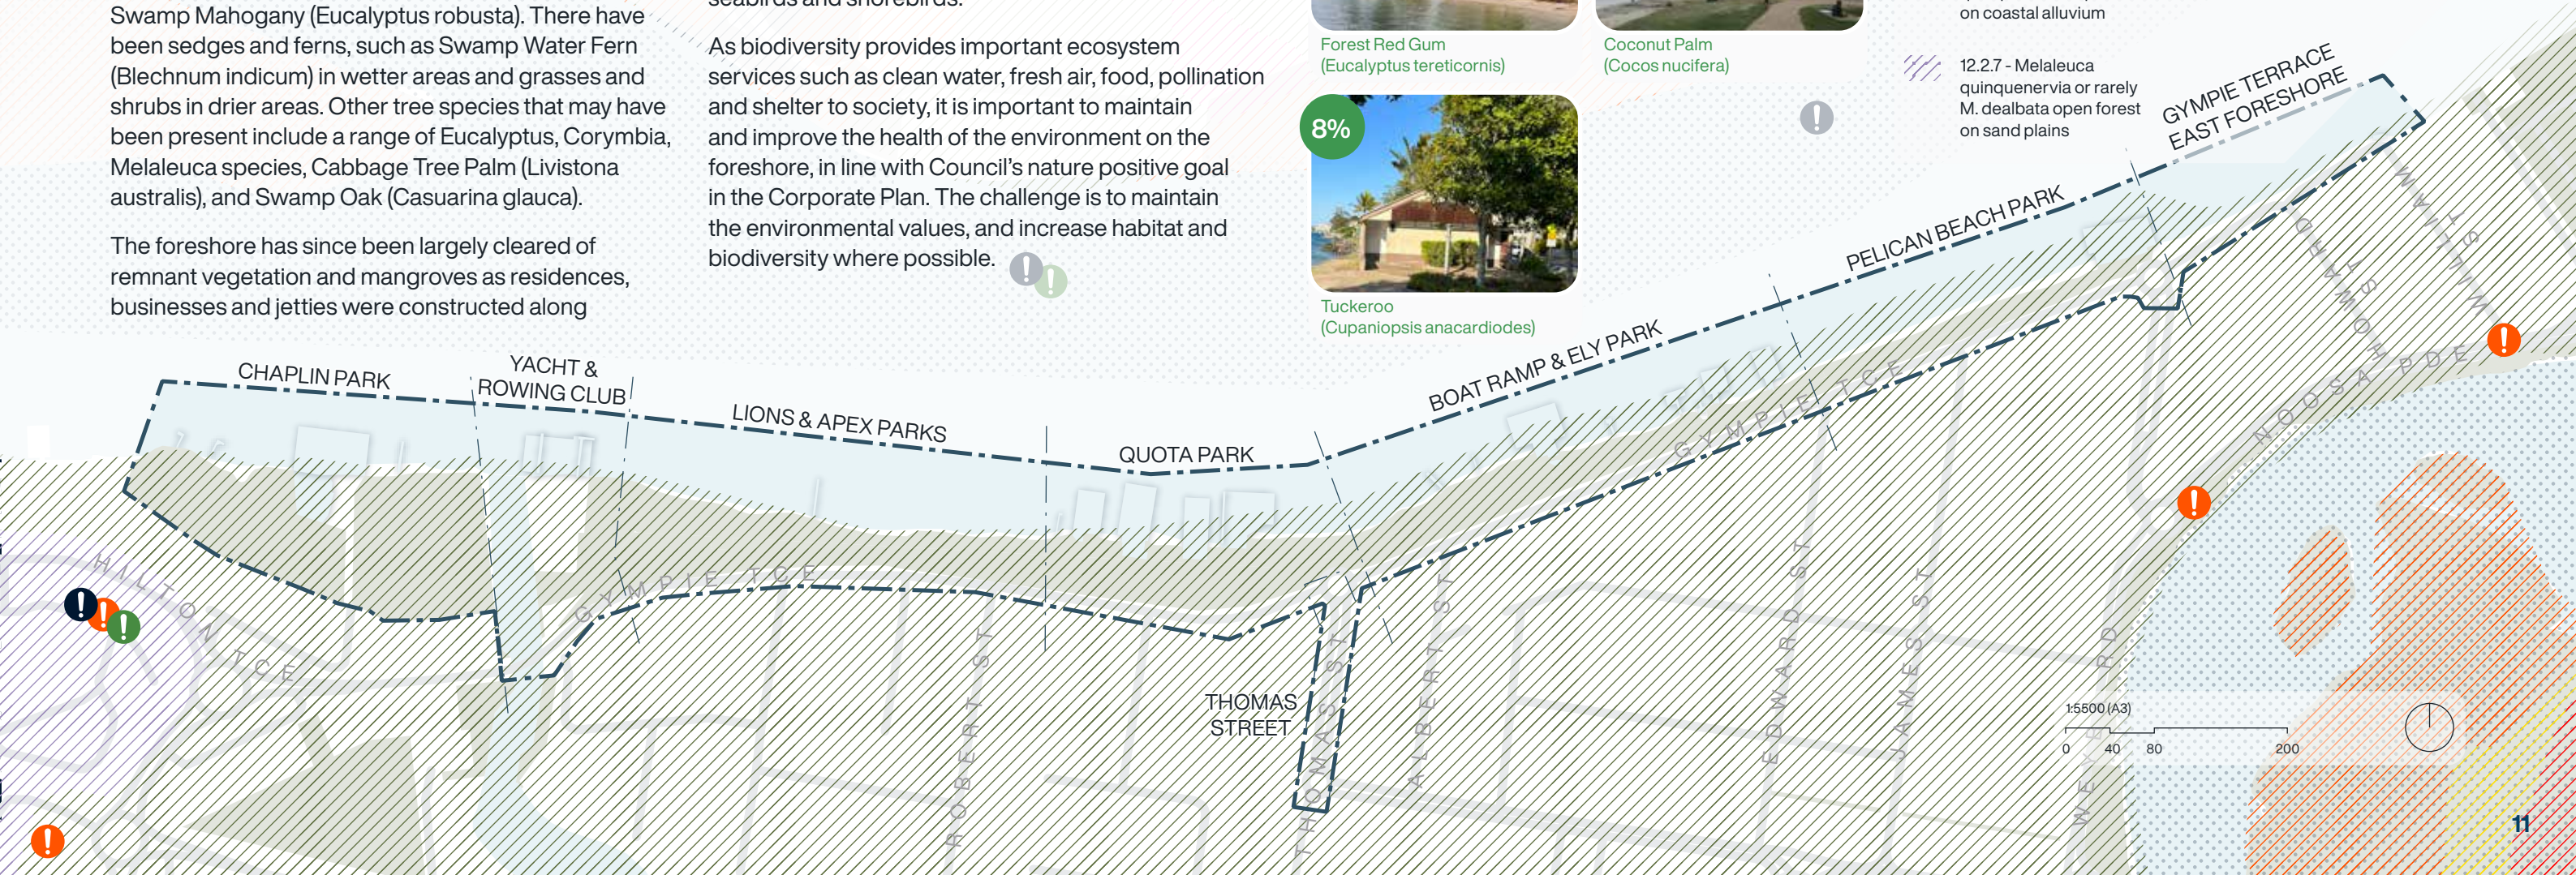 Swamp Mahogany (Eucalyptus robusta). There have
been sedges and ferns, such as Swamp Water Fern
(Blechnum indicum) in wetter areas and grasses and
shrubs in drier areas. Other tree species that may have
been present include a range of Eucalyptus, Corymbia,
Melaleuca species, Cabbage Tree Palm (Livistona
australis), and Swamp Oak (Casuarina glauca).
The foreshore has since been largely cleared of
remnant vegetation and mangroves as residences,
businesses and jetties were constructed along
seabirds and shorebirds.
As biodiversity provides important ecosystem
services such as clean water, fresh air, food, pollination
and shelter to society, it is important to maintain
and improve the health of the environment on the
foreshore, in line with Council's nature positive goal
in the Corporate Plan. The challenge is to maintain
the environmental values, and increase habitat and
biodiversity where possible.
Forest Red Gum
(Eucalyptus tereticornis)
Coconut Palm
(Cocos nucifera)
8%
Tuckeroo
(Cupaniopsis anacardiodes)
on coastal alluvium
12.2.7 - Melaleuca
quinquenervia or rarely
M. dealbata open forest
on sand plains
CHAPLIN PARK
YACHT &
ROWING CLUB
LIONS & APEX PARKS
QUOTA PARK
BOAT RAMP & ELY PARK
PELICAN BEACH PARK
GYMPIE TERRACE
EAST FORESHORE
THOMAS
STREET
HILTON TCE
GYMPIE TCE
GYMPIE TCE
ROBERT ST
THOMAS ST
ALBERT ST
EDWARD ST
JAMES ST
WEYBA RD
HOWARD ST
WILLIAM ST
NOOSA PDE
1:5500 (A3)
0 40 80 200
11